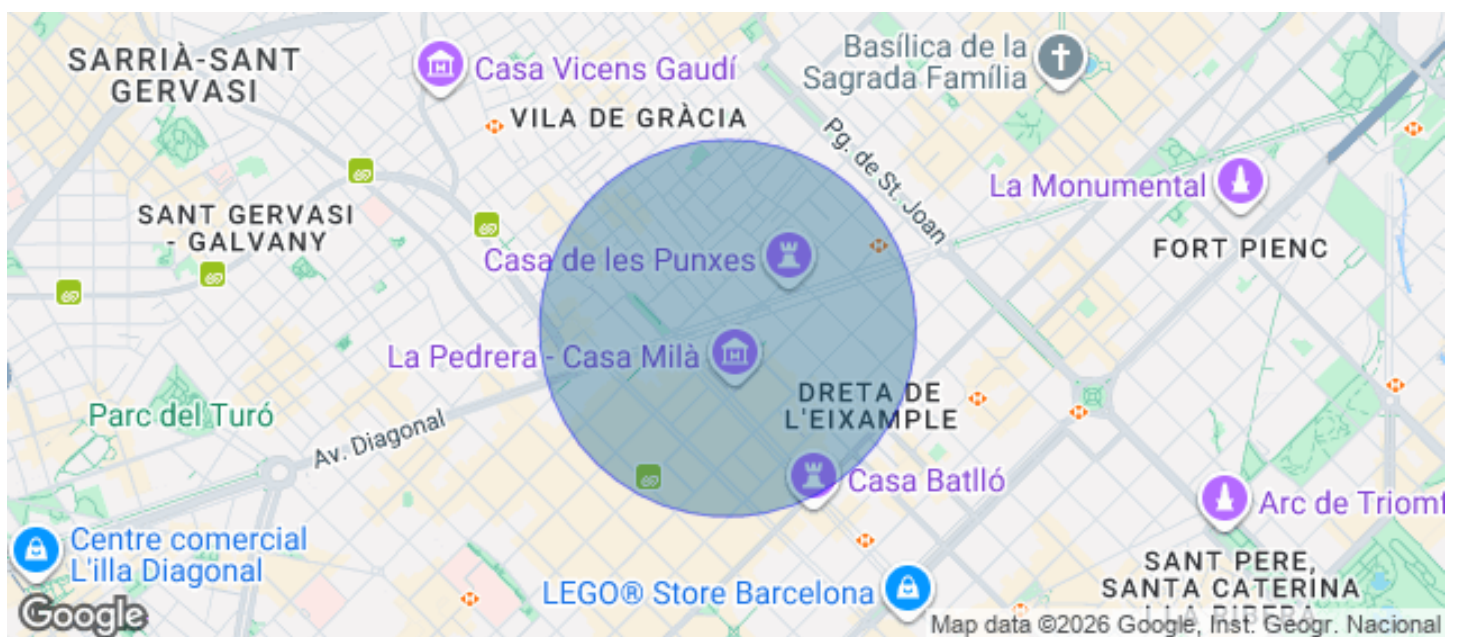 SARRIÀ-SANT
GERVASI
Casa Vicens Gaudí
Basílica de la
Sagrada Família
VILA DE GRÀCIA
Pg. de St. Joan
La Monumental
SANT GERVASI
- GALVANY
FORT PIENC
Casa de les Punxes
La Pedrera - Casa Milà
DRETA DE
L'EIXAMPLE
Parc del Turó
Av. Diagonal
Casa Batlló
Arc de Triomf
Centre comercial
L'illa Diagonal
SANT PERE,
SANTA CATERINA
I LA RIBERA
LEGO® Store Barcelona
Google
Map data ©2026 Google, Inst. Geogr. Nacional